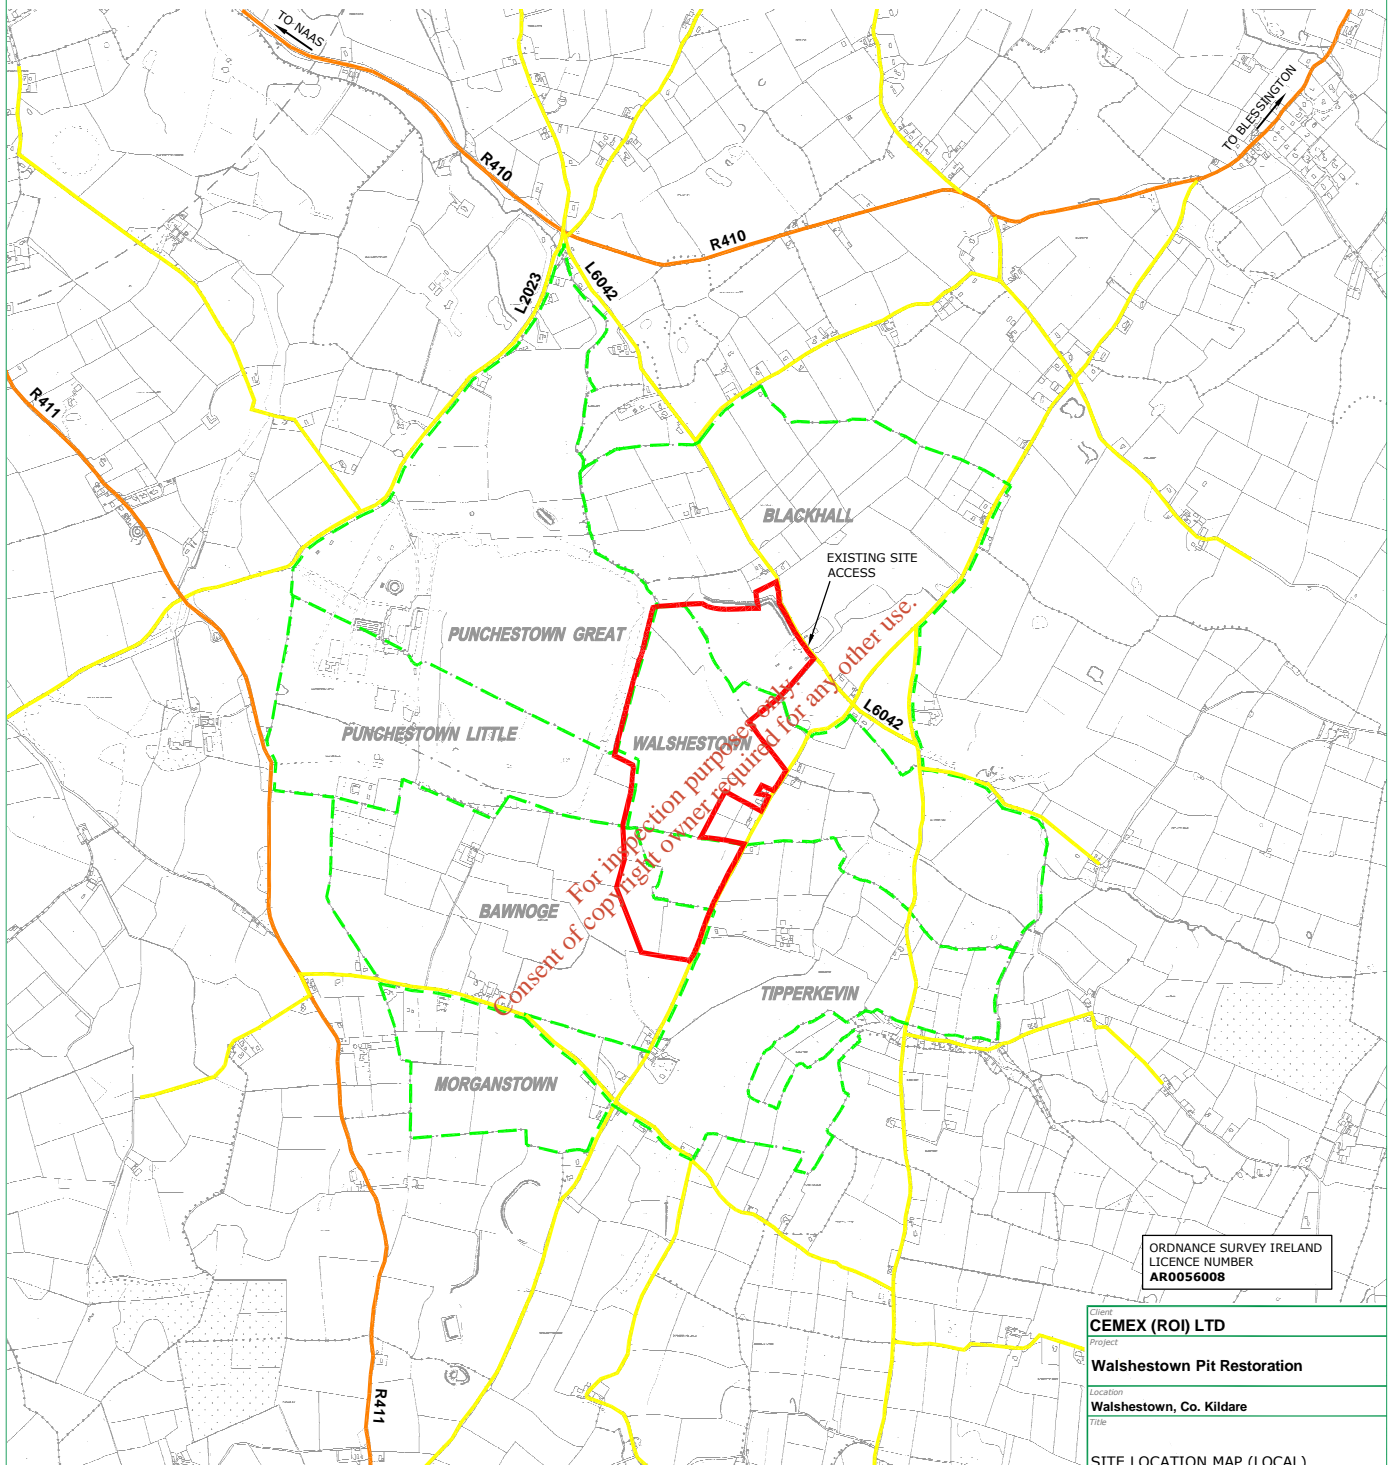 TO NAAS
TO BLESSINGTON
R410
R410
L2023
L6042
R411
BLACKHALL
EXISTING SITE
ACCESS
PUNCHESTOWN GREAT
PUNCHESTOWN LITTLE
WALSHESTOWN
L6042
For inspection purposes only.
Consent of copyright owner required for any other use.
BAWNOGE
TIPPERKEVIN
MORGANSTOWN
R411
ORDNANCE SURVEY IRELAND
LICENCE NUMBER
AR0056008
Client
CEMEX (ROI) LTD
Project
Walshestown Pit Restoration
Location
Walshestown, Co. Kildare
Title
SITE LOCATION MAP (LOCAL)